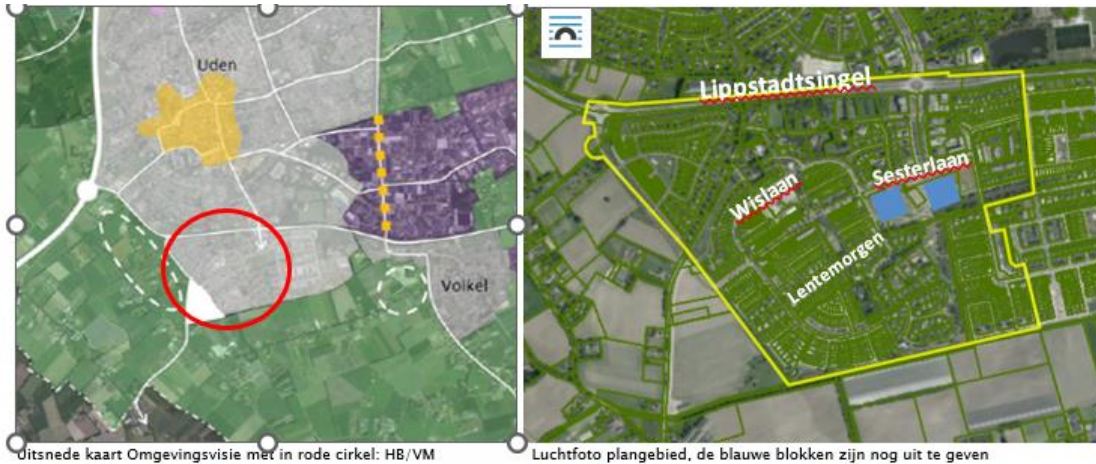 Uden
Volkel
Lippstadtsingel
Sesterlaan
Wislaan
Lentemorgen
Uitsnede kaart Omgevingsvisie met in rode cirkel: HB/VM
Luchtfoto plangebied, de blauwe blokken zijn nog uit te geven